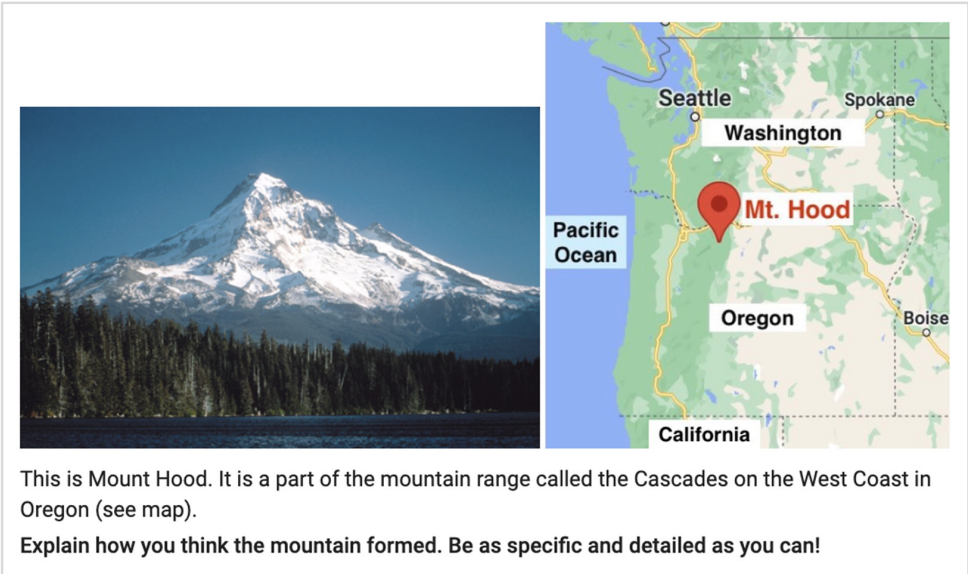 Seattle
Spokane
Washington
Mt. Hood
Pacific
Ocean
Oregon
Boise
California
This is Mount Hood. It is a part of the mountain range called the Cascades on the West Coast in
Oregon (see map).
Explain how you think the mountain formed. Be as specific and detailed as you can!